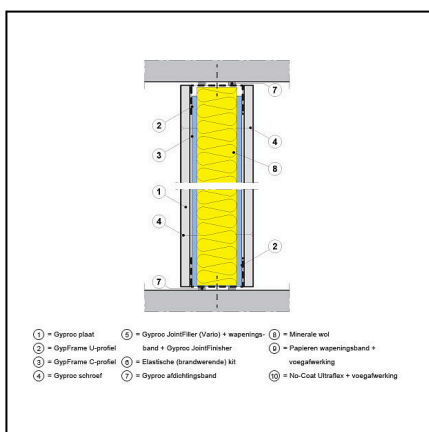 7
2
4
3
8
1
4
2
7
1 = Gyproc plaat
2 = GypFrame U-profiel
3 = GypFrame C-profiel
4 = Gyproc schroef
5 = Gyproc JointFiller (Vario) + wapenings-
band + Gyproc JointFinisher
6 = Elastische (brandwerende) kit
7 = Gyproc afdichtingsband
8 = Minerale wol
9 = Papieren wapeningsband +
voegafwerking
10 = No-Coat Ultraflex + voegafwerking